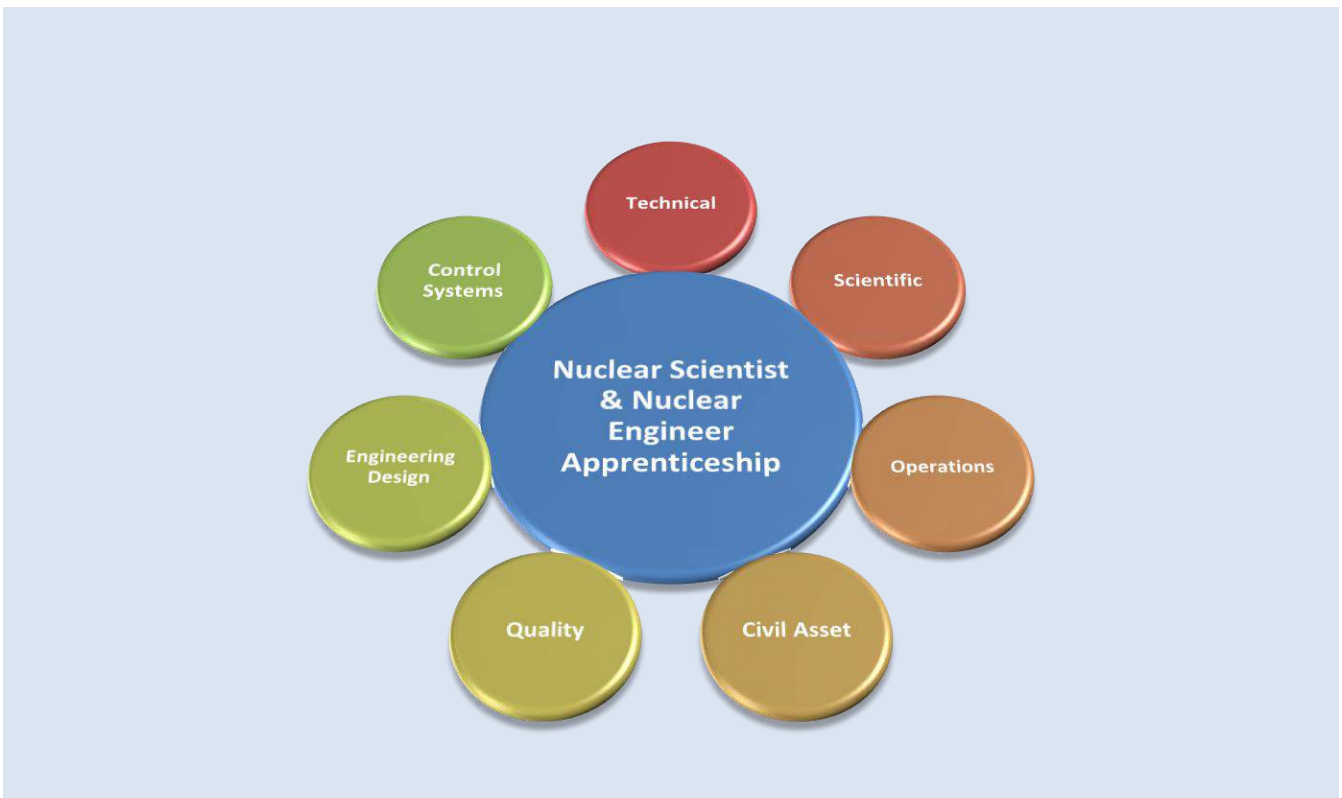 Technical
Control
Systems
Scientific
Nuclear Scientist
& Nuclear
Engineer
Apprenticeship
Engineering
Design
Operations
Quality
Civil Asset